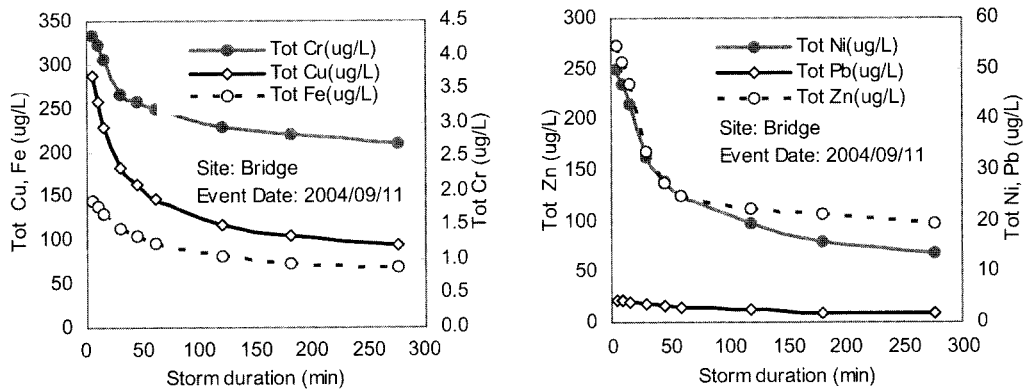 Tot Cu, Fe (ug/L)
350
300
250
200
150
100
50
0
Tot Cr(ug/L)
Tot Cu(ug/L)
Tot Fe(ug/L)
Site: Bridge
Event Date: 2004/09/11
4.5
4.0
3.5
3.0
2.5
2.0
1.5
1.0
0.5
0.0
Tot Cr (ug/L)
0 50 100 150 200 250 300
Storm duration (min)
Tot Zn (ug/L)
300
250
200
150
100
50
0
Tot Ni(ug/L)
Tot Pb(ug/L)
Tot Zn(ug/L)
Site: Bridge
Event Date: 2004/09/11
60
50
40
30
20
10
0
Tot Ni, Pb (ug/L)
0 50 100 150 200 250 300
Storm duration (min)